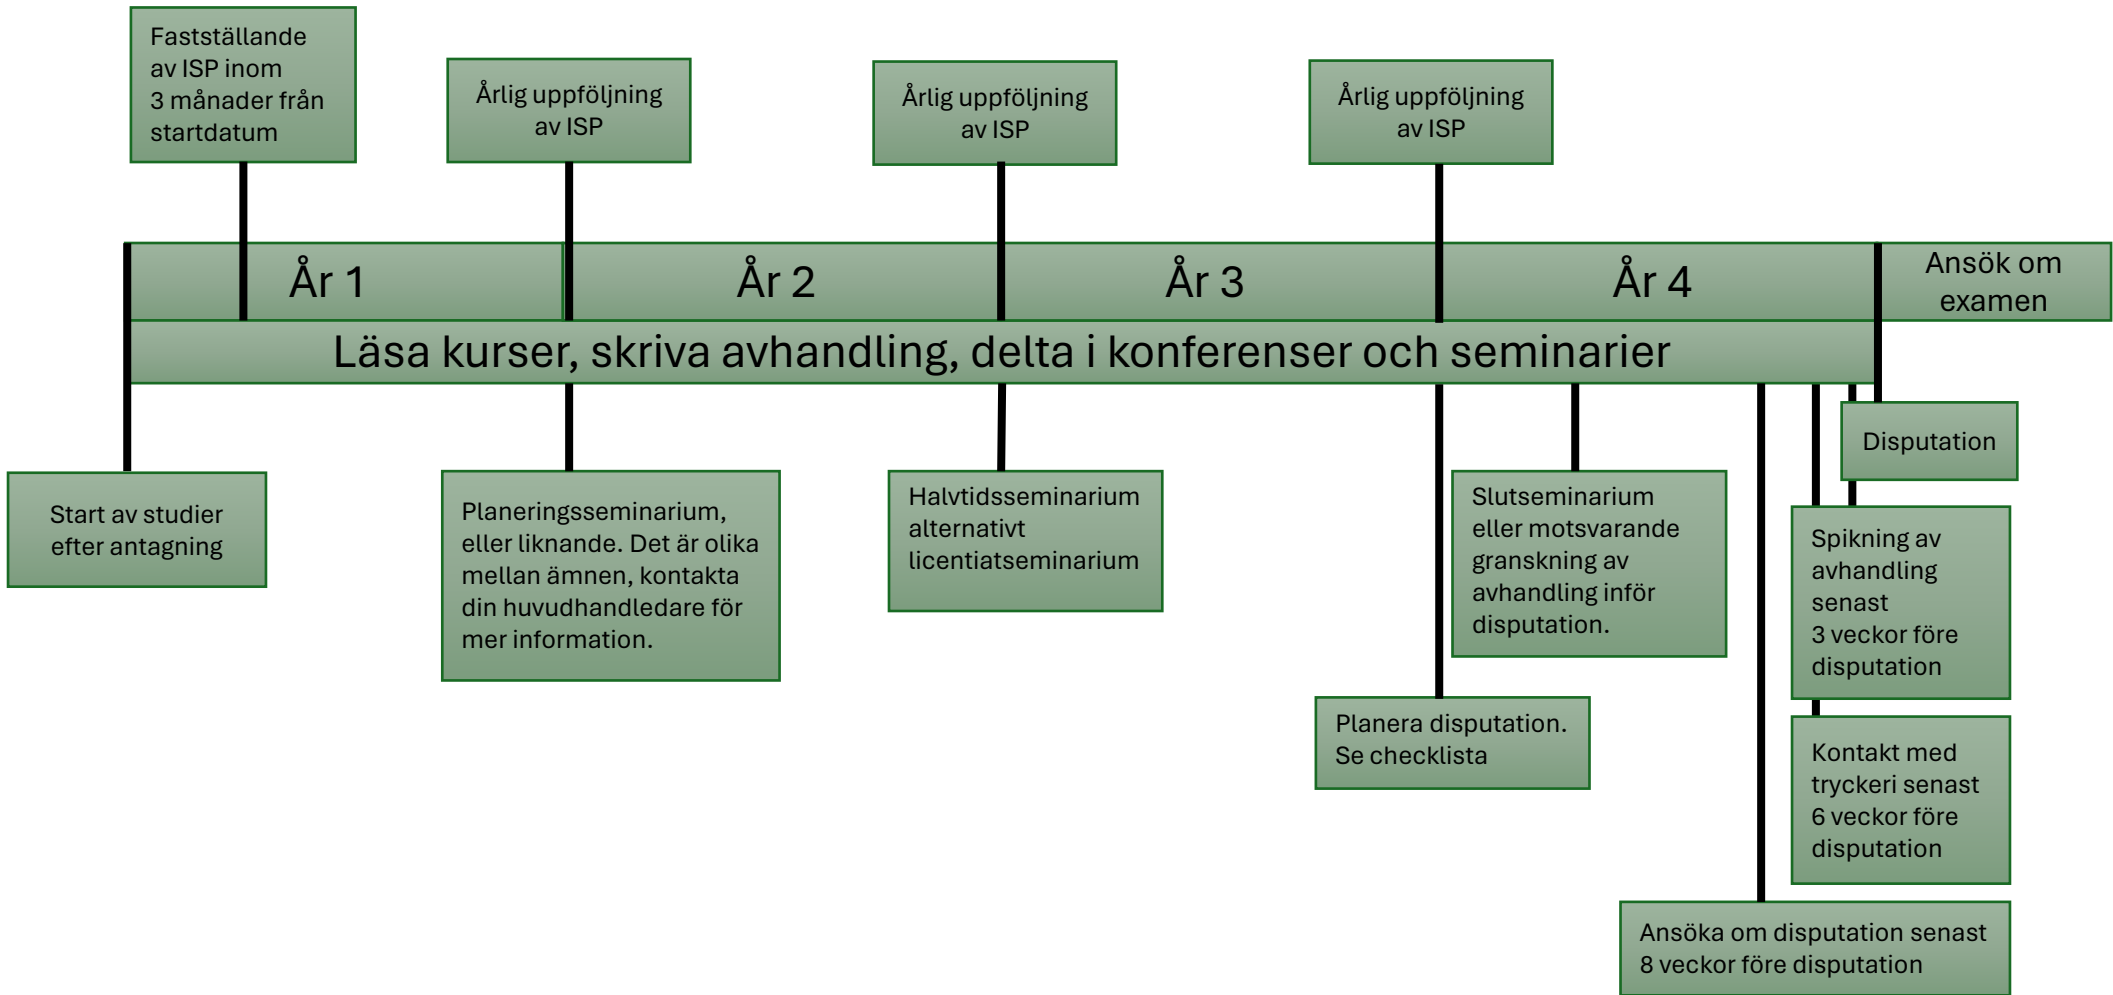 Fastställande
av ISP inom
3 månader från
startdatum
Årlig uppföljning
av ISP
Årlig uppföljning
av ISP
Årlig uppföljning
av ISP
År 1
År 2
År 3
År 4
Ansök om
examen
Läsa kurser, skriva avhandling, delta i konferenser och seminarier
Start av studier
efter antagning
Planeringsseminarium,
eller liknande. Det är olika
mellan ämnen, kontakta
din huvudhandledare för
mer information.
Halvtidsseminarium
alternativt
licentiatseminarium
Planera disputation.
Se checklista
Slutseminarium
eller motsvarande
granskning av
avhandling inför
disputation.
Disputation
Spikning av
avhandling
senast
3 veckor före
disputation
Kontakt med
tryckeri senast
6 veckor före
disputation
Ansöka om disputation senast
8 veckor före disputation